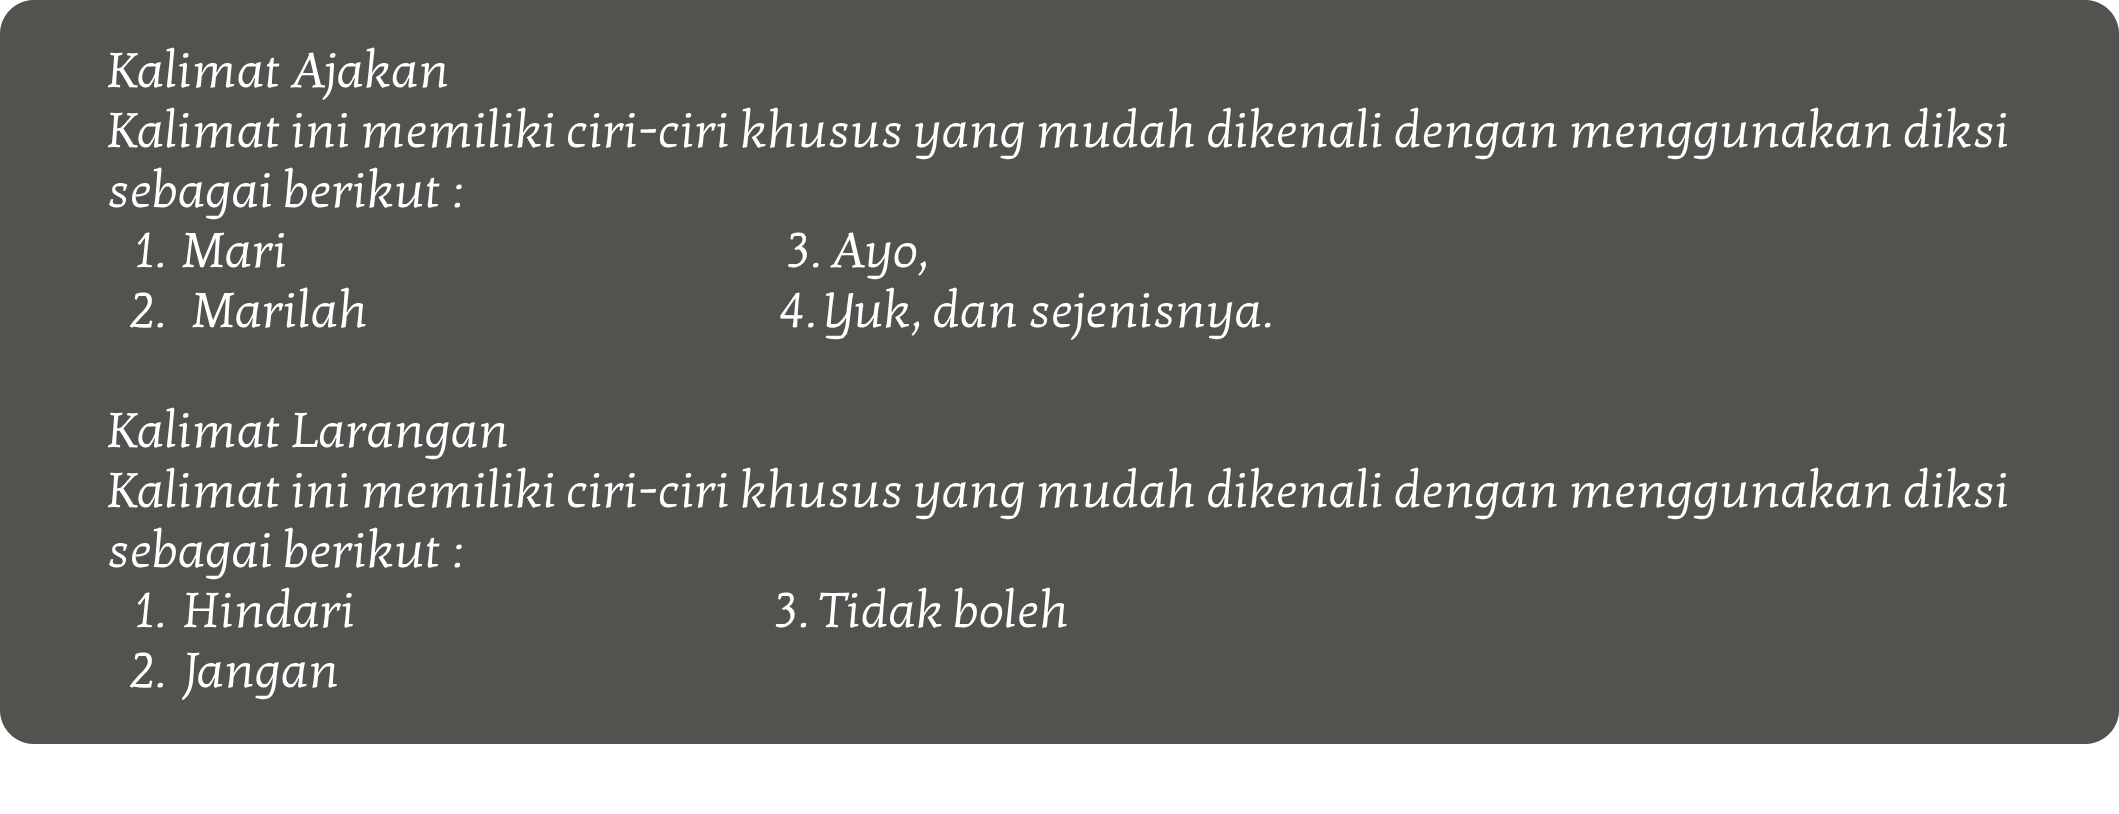 Kalimat Ajakan
Kalimat ini memiliki ciri-ciri khusus yang mudah dikenali dengan menggunakan diksi
sebagai berikut :
1. Mari 3. Ayo,
2. Marilah 4. Yuk, dan sejenisnya.
Kalimat Larangan
Kalimat ini memiliki ciri-ciri khusus yang mudah dikenali dengan menggunakan diksi
sebagai berikut :
1. Hindari 3. Tidak boleh
2. Jangan